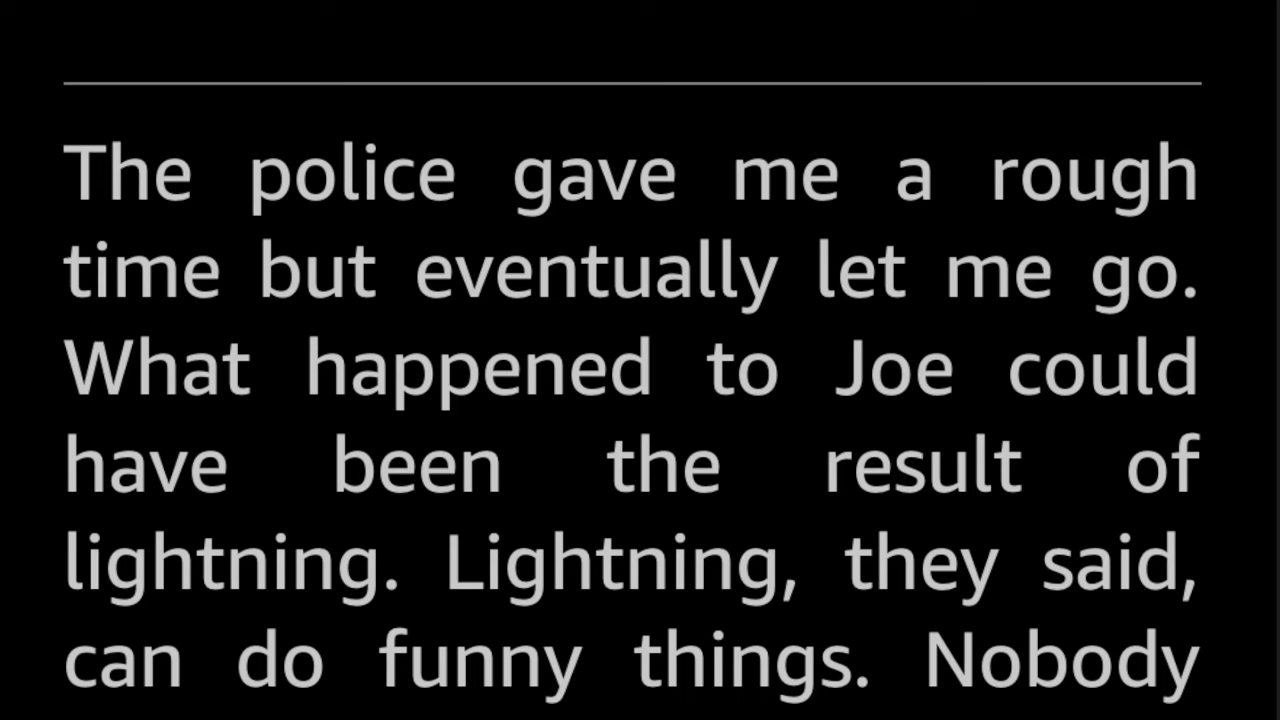 The police gave me a rough
time but eventually let me go.
What happened to Joe could
have been the result of
lightning. Lightning, they said,
can do funny things. Nobody